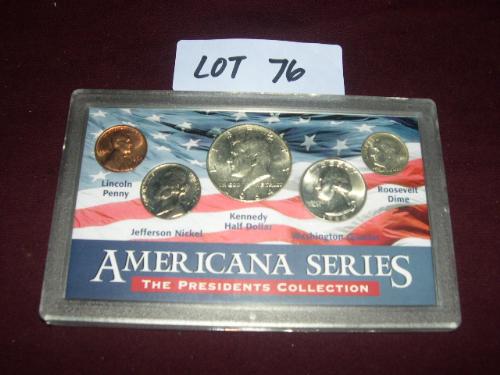 LOT 76
Lincoln
Penny
Jefferson Nickel
Kennedy
Half Dollar
Washington Quarter
Roosevelt
Dime
AMERICANA SERIES
THE PRESIDENTS COLLECTION